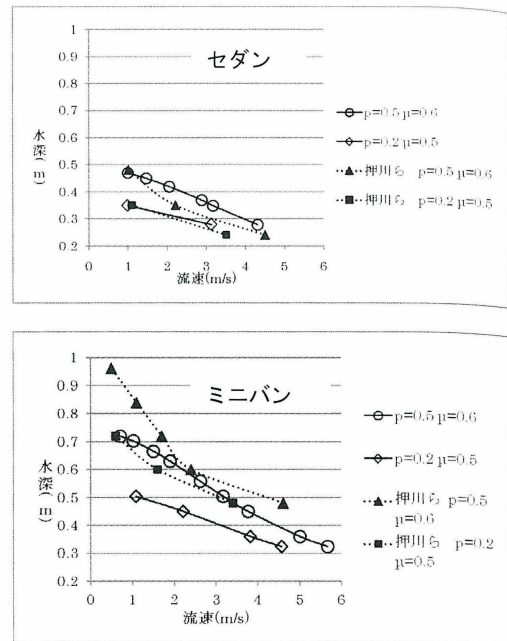 セダン
1
0.9
0.8
0.7
0.6
0.5
0.4
0.3
0.2
水深(m)
0 1 2 3 4 5 6
流速(m/s)
p=0.5 μ=0.6
p=0.2 μ=0.5
押川ら p=0.5 μ=0.6
押川ら p=0.2 μ=0.5
ミニバン
1
0.9
0.8
0.7
0.6
0.5
0.4
0.3
0.2
水深(m)
0 1 2 3 4 5 6
流速(m/s)
p=0.5 μ=0.6
p=0.2 μ=0.5
押川ら p=0.5
μ=0.6
押川ら p=0.2
μ=0.5